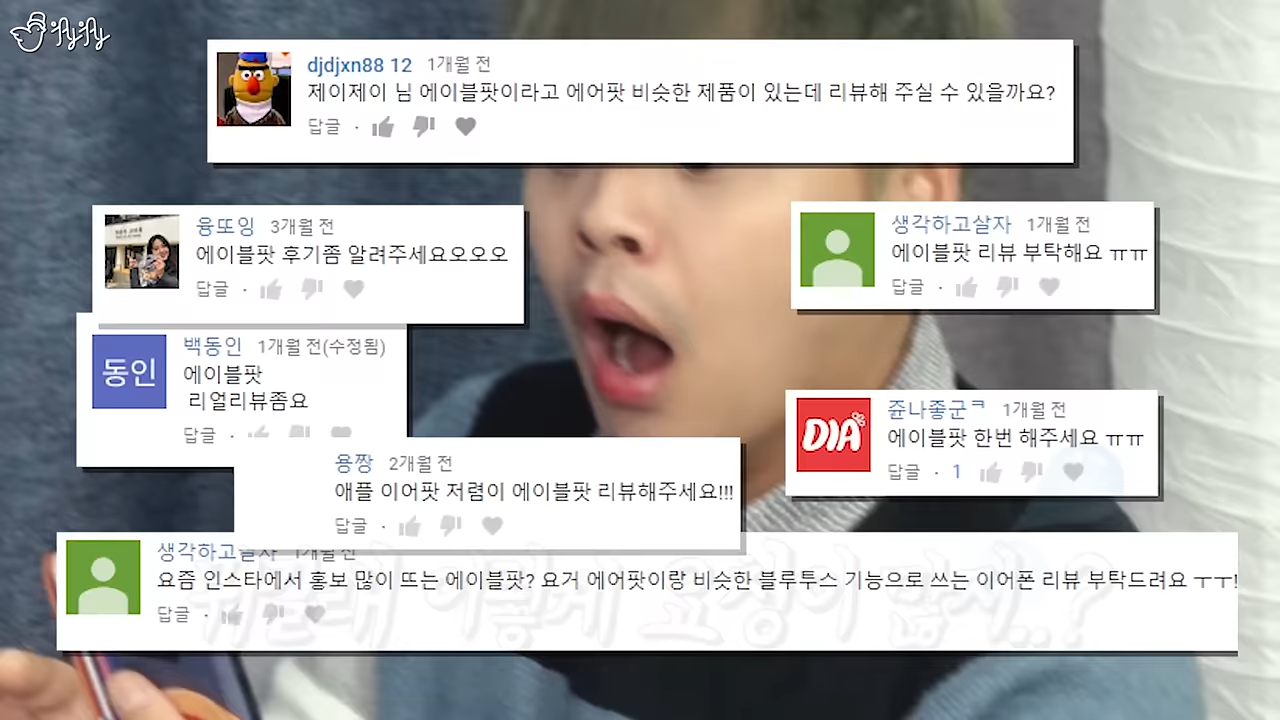 djdjxn88 12 1개월 전
제이제이 님 에이블팟이라고 에어팟 비슷한 제품이 있는데 리뷰해 주실 수 있을까요?
답글 ·
융또잉 3개월 전
에이블팟 후기좀 알려주세요오오오
답글 ·
생각하고살자 1개월 전
에이블팟 리뷰 부탁해요 ㅠㅠ
답글 ·
동인
백동인 1개월 전(수정됨)
에이블팟
리얼리뷰좀요
답글 ·
DIA
쥰나좋군ᄏ 1개월 전
에이블팟 한번 해주세요 ㅠㅠ
답글 · 1
용짱 2개월 전
애플 이어팟 저렴이 에이블팟 리뷰해주세요!!!
답글 ·
생각하고살자 1개월 전
요즘 인스타에서 홍보 많이 뜨는 에이블팟? 요거 에어팟이랑 비슷한 블루투스 기능으로 쓰는 이어폰 리뷰 부탁드려요 ㅜㅜ!
답글 ·